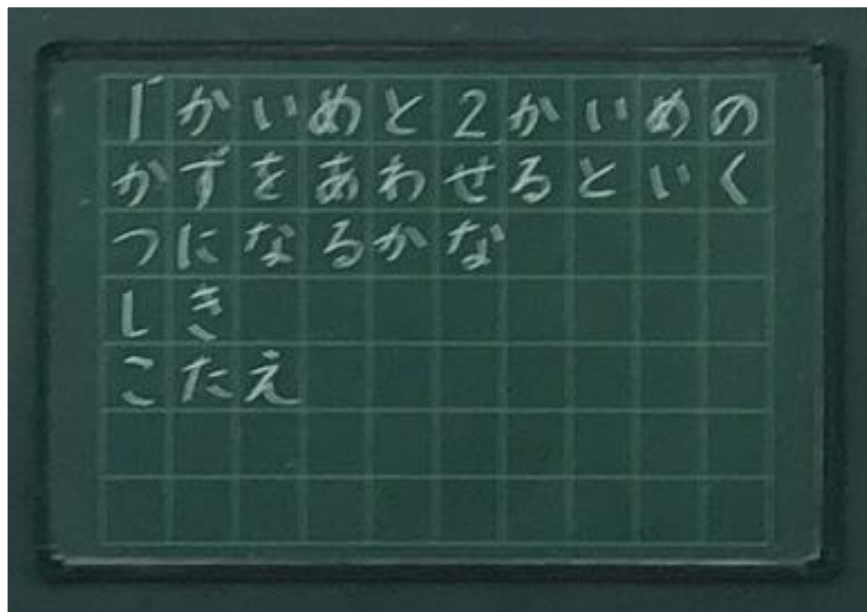 1かいめと2かいめの
かずをあわせるといく
つになるかな
しき
こたえ